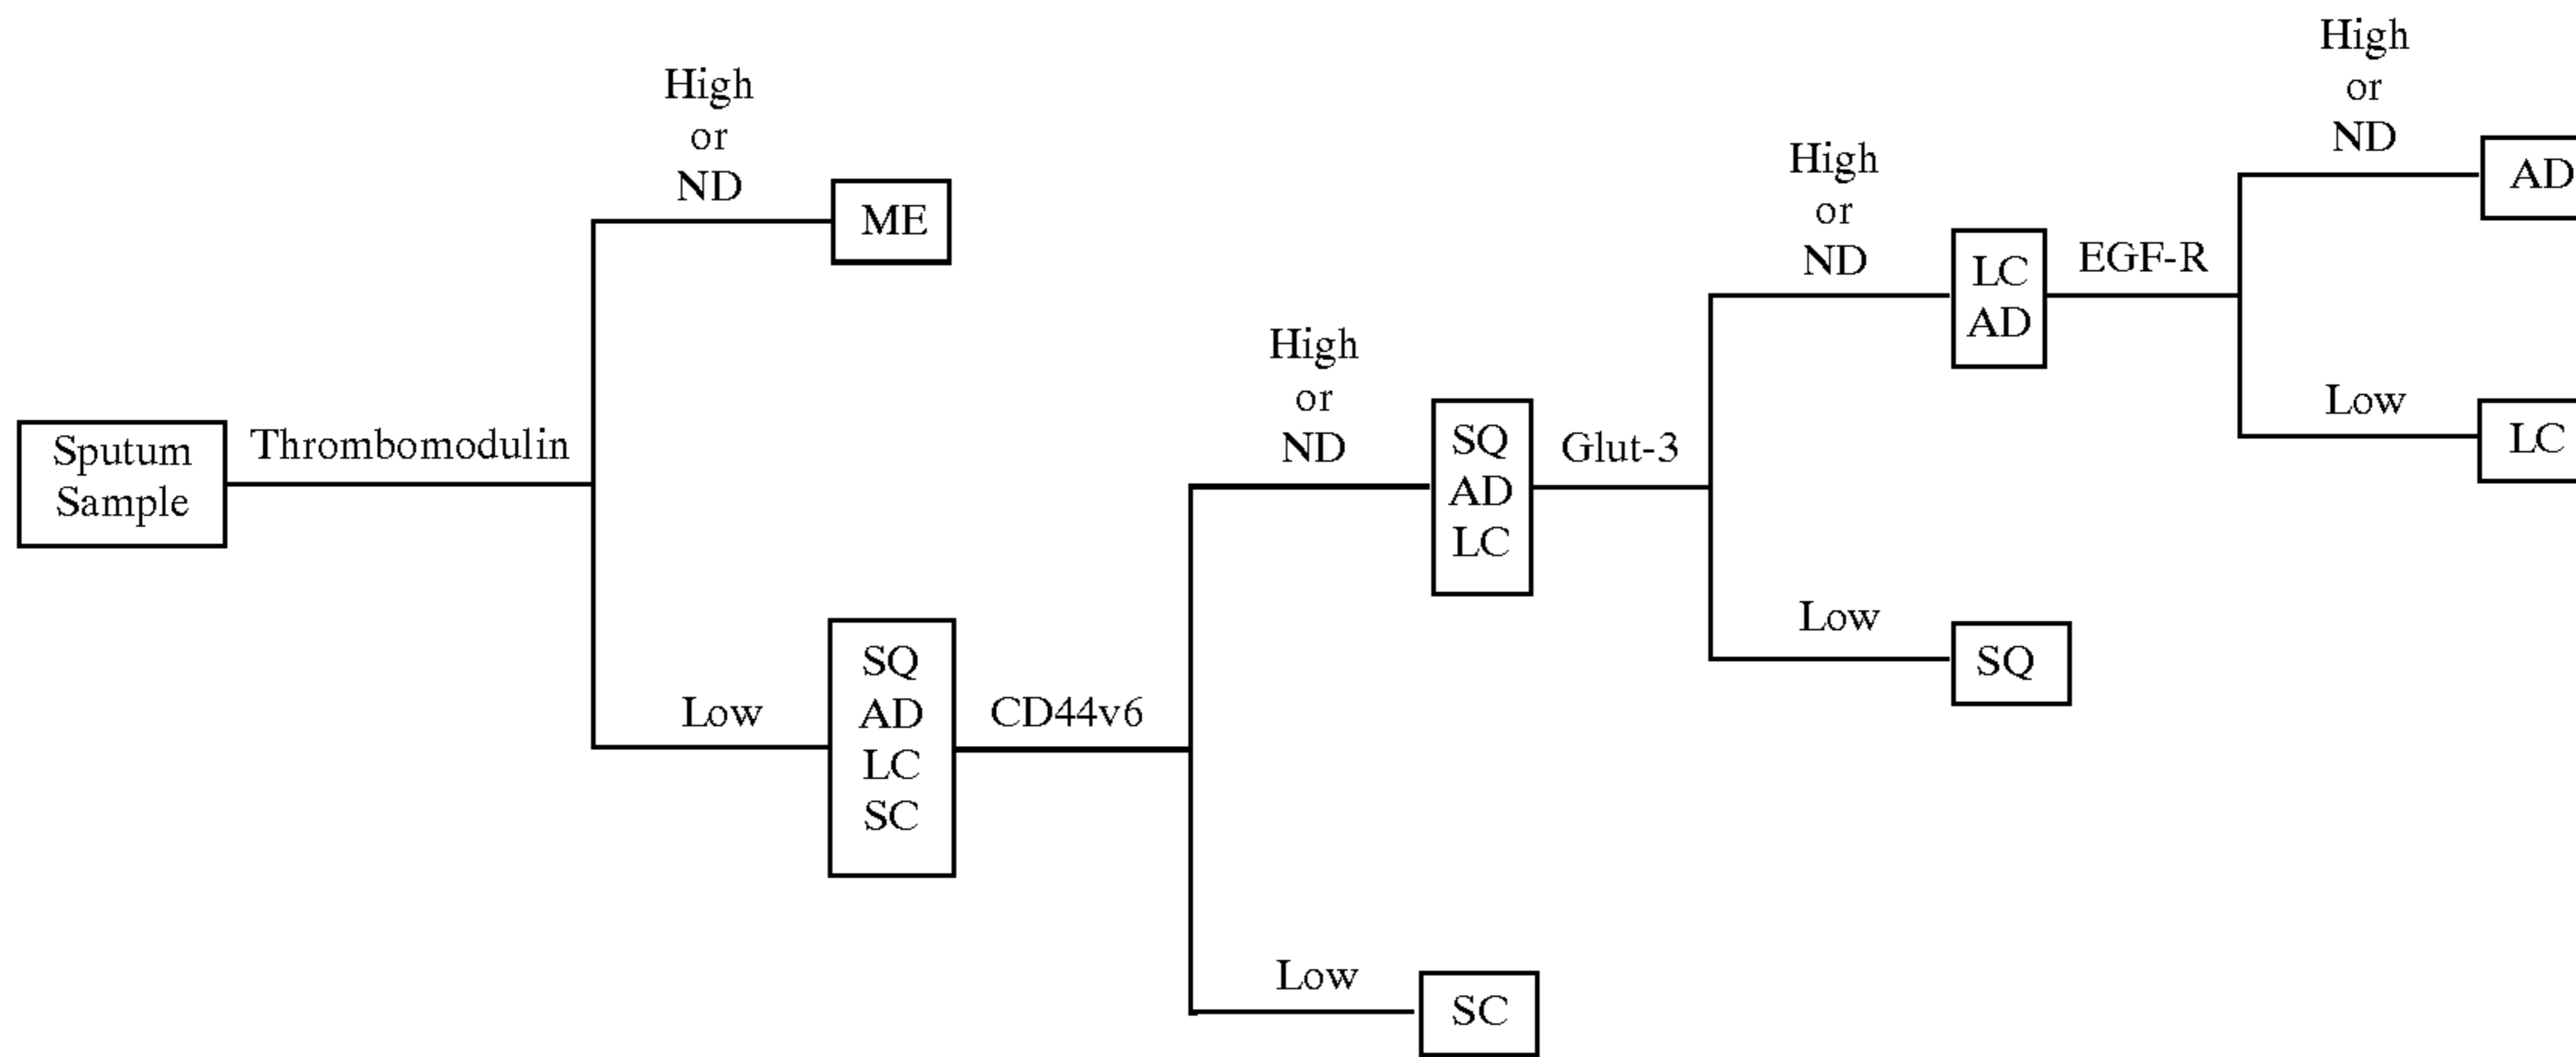 Sputum
Sample
Thrombomodulin
High
or
ND
ME
Low
SQ
AD
LC
SC
CD44v6
High
or
ND
SQ
AD
LC
Glut-3
Low
SC
High
or
ND
LC
AD
EGF-R
Low
SQ
High
or
ND
AD
Low
LC